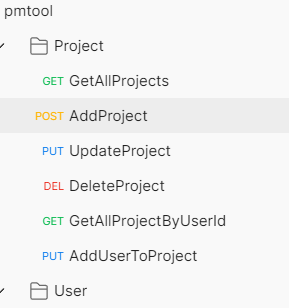 pmtool
Project
GET GetAllProjects
POST AddProject
PUT UpdateProject
DEL DeleteProject
GET GetAllProjectByUserId
PUT AddUserToProject
User